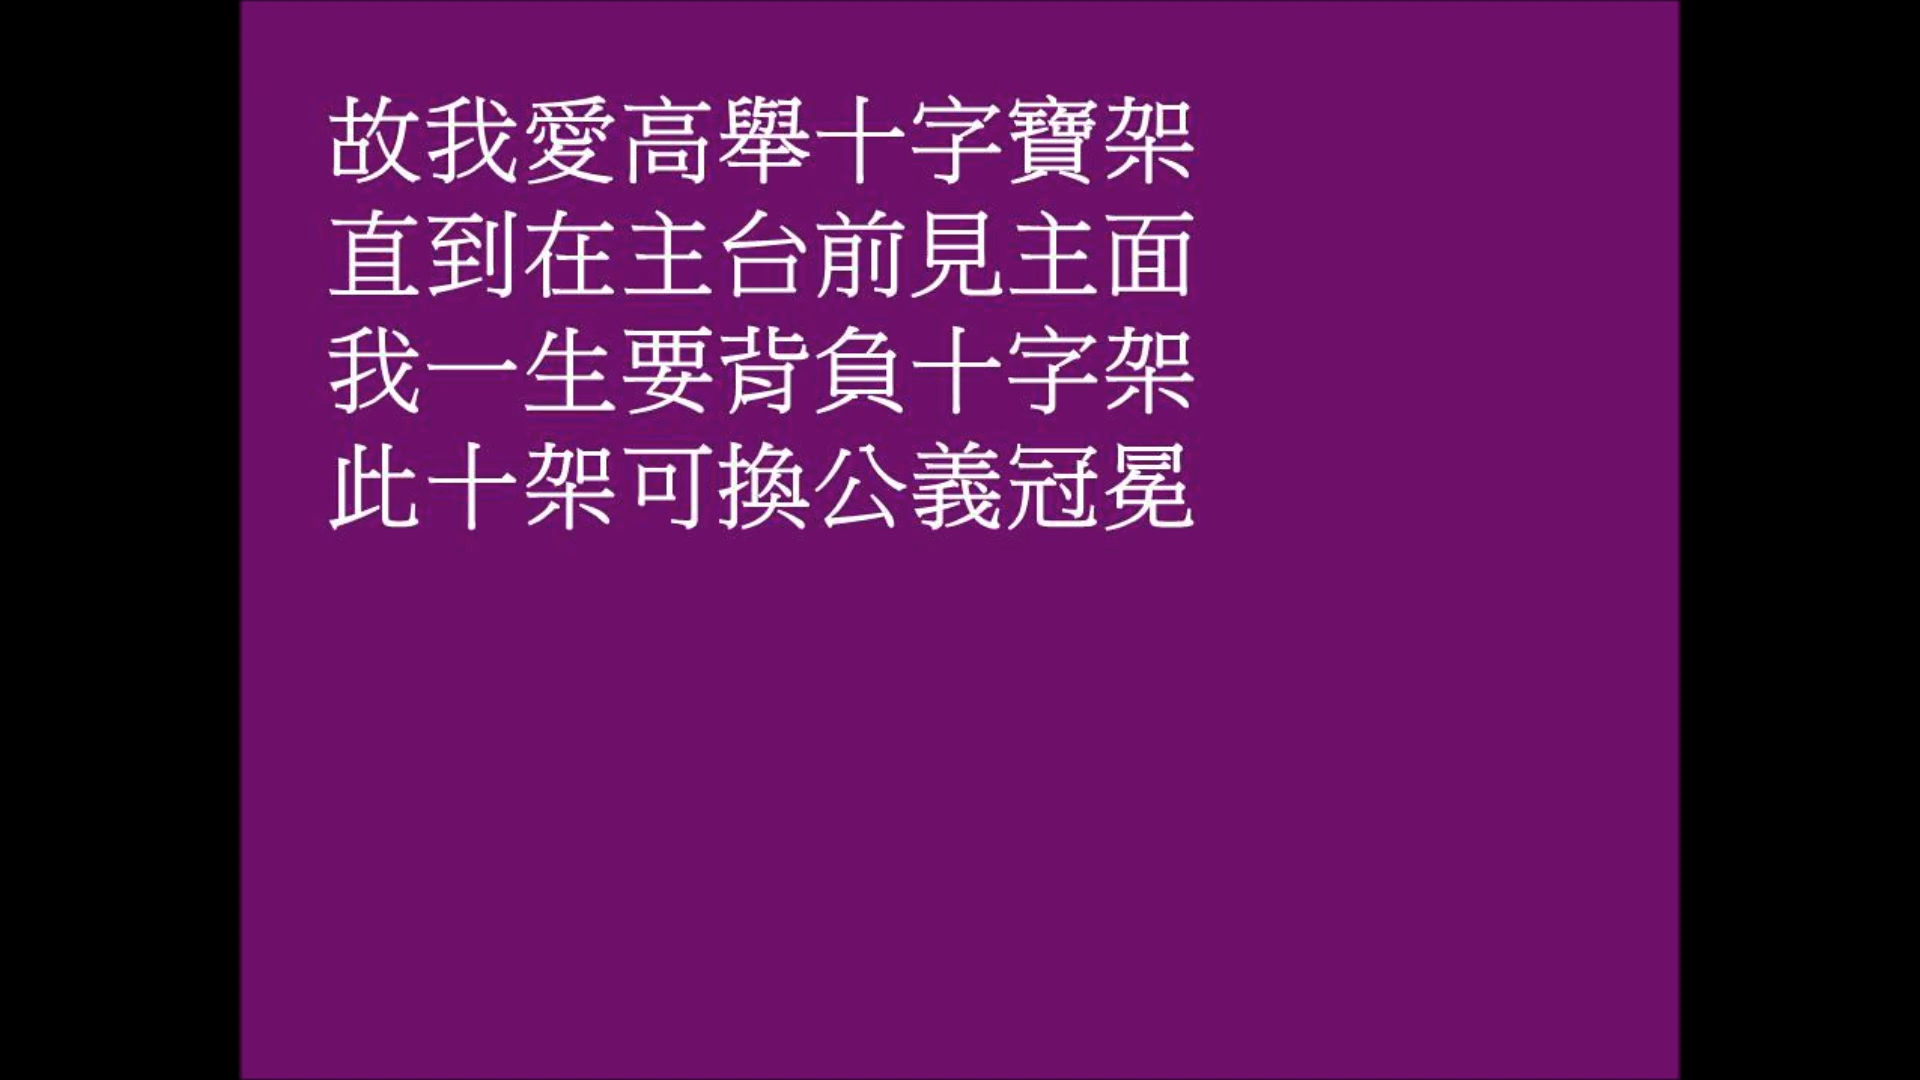 故我愛高舉十字寶架
直到在主台前見主面
我一生要背負十字架
此十架可換公義冠冕